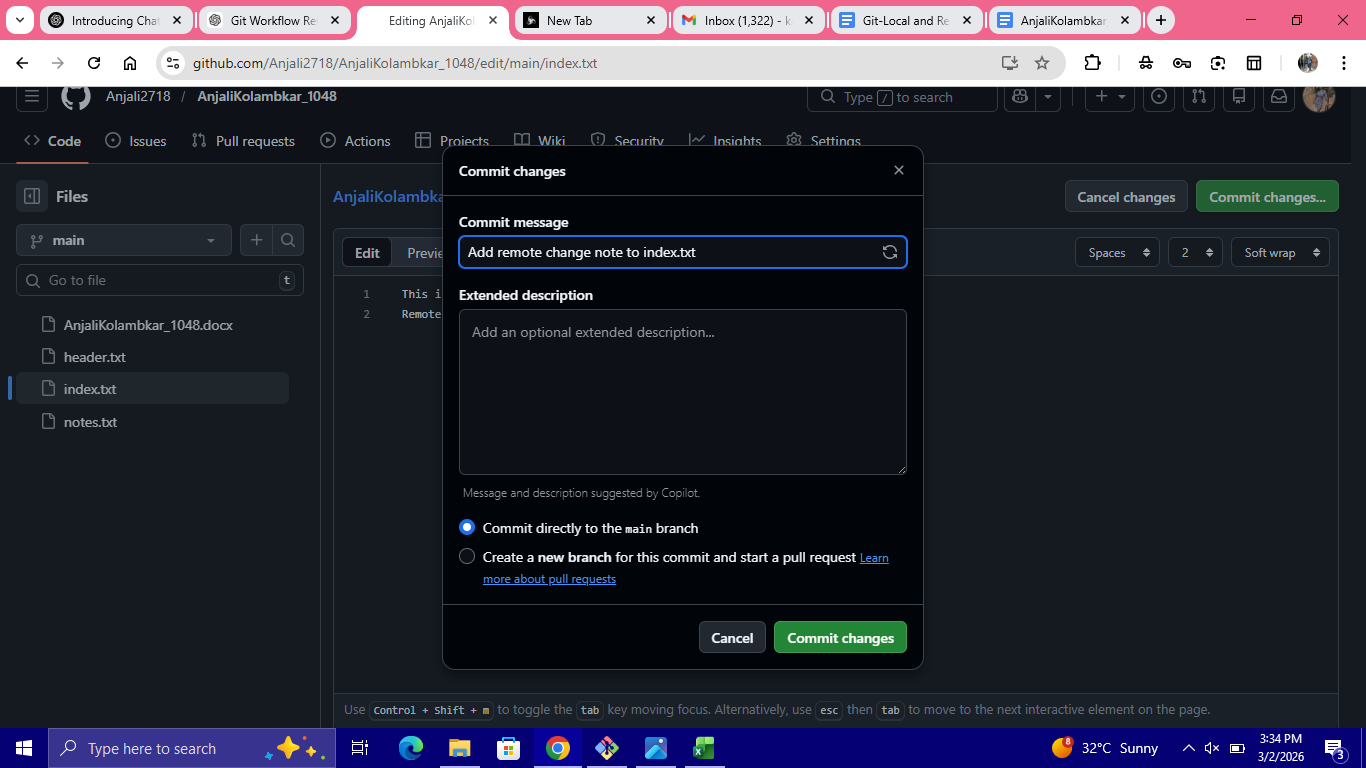 Introducing Cha
Git Workflow Re
Editing AnjaliKol
New Tab
Inbox (1,322) - k
Git-Local and Re
AnjaliKolambkar
github.com/Anjali2718/AnjaliKolambkar_1048/edit/main/index.txt
Anjali2718 / AnjaliKolambkar_1048
Type / to search
Code
Issues
Pull requests
Actions
Projects
Wiki
Security
Insights
Settings
Files
main
Go to file
t
AnjaliKolambkar_1048.docx
header.txt
index.txt
notes.txt
AnjaliKolambka
Cancel changes
Commit changes...
Edit
Previe
Spaces
2
Soft wrap
1 This i
2 Remote
Commit changes
Commit message
Add remote change note to index.txt
Extended description
Add an optional extended description...
Message and description suggested by Copilot.
Commit directly to the main branch
Create a new branch for this commit and start a pull request Learn
more about pull requests
Cancel
Commit changes
Use Control + Shift + m to toggle the tab key moving focus. Alternatively, use esc then tab to move to the next interactive element on the page.
Type here to search
8
32°C Sunny
3:34 PM
3/2/2026
3